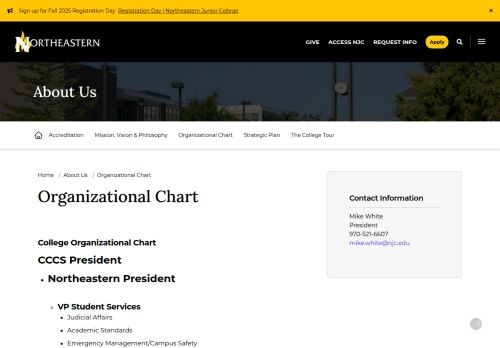 Sign up for Fall 2025 Registration Day Registration Day | Northeastern Junior College ×
NORTHEASTERN GIVE ACCESS NJC REQUEST INFO Apply
About Us
Accreditation Mission, Vision & Philosophy Organizational Chart Strategic Plan The College Tour
Home / About Us / Organizational Chart
Organizational Chart
College Organizational Chart
CCCS President
• Northeastern President
VP Student Services
• Judicial Affairs
• Academic Standards
• Emergency Management/Campus Safety
Contact Information
Mike White
President
970-521-6607
mike.white@njc.edu